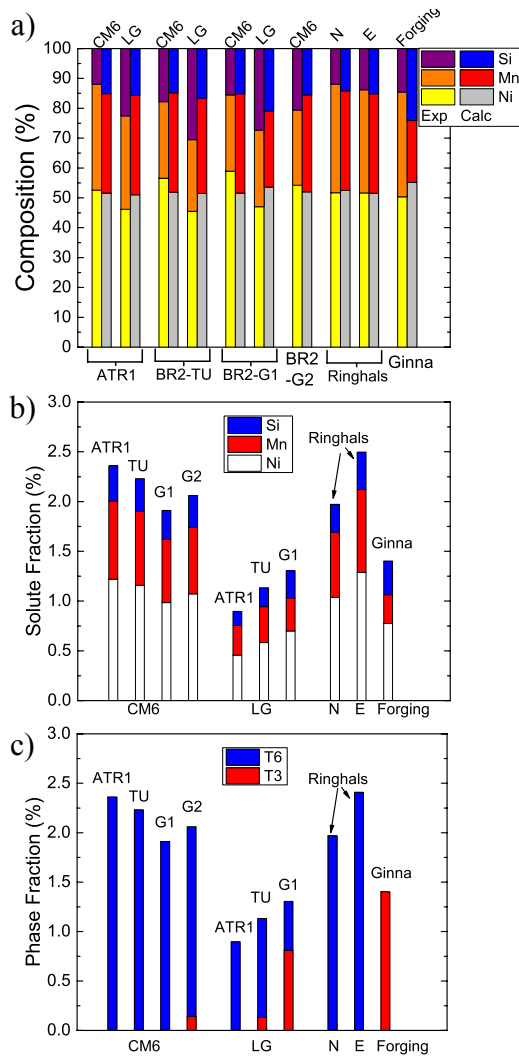 a)
CM6 LG CM6 LG CM6 LG CM6 N E Forging
Composition (%)
100
90
80
70
60
50
40
30
20
10
0
Si
Mn
Ni
Exp Calc
ATR1 BR2-TU BR2-G1 BR2
-G2 Ringhals Ginna
b)
Solute Fraction (%)
3.0
2.5
2.0
1.5
1.0
0.5
0.0
Si
Mn
Ni
ATR1
TU
G1
G2
ATR1
TU
G1
Ringhals
Ginna
CM6 LG N E Forging
c)
Phase Fraction (%)
3.0
2.5
2.0
1.5
1.0
0.5
0.0
T6
T3
ATR1
TU
G1
G2
ATR1
TU
G1
Ringhals
Ginna
CM6 LG N E Forging